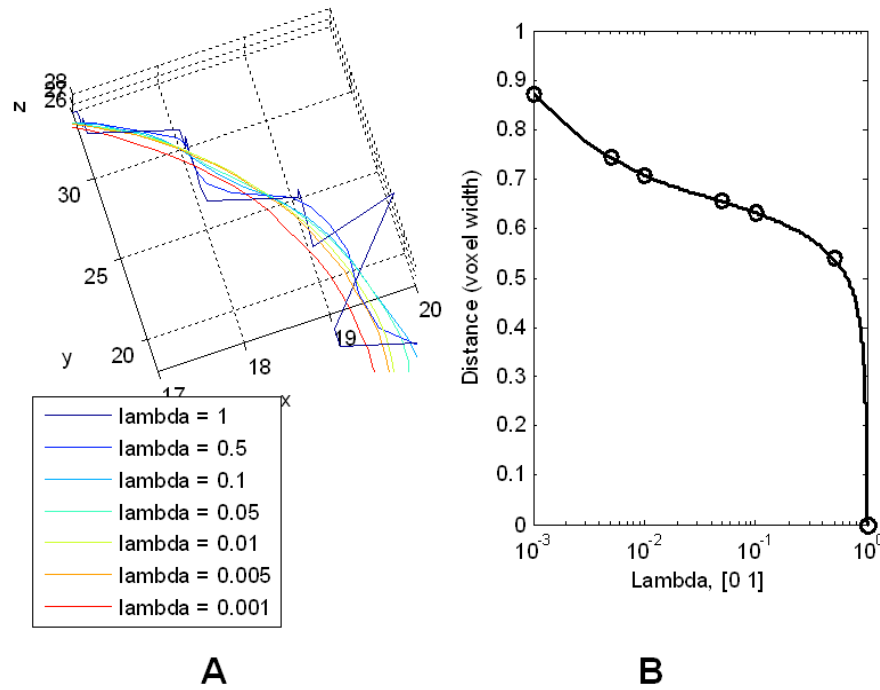 28
27
26
z
30
25
20
y
17
18
19
20
x
lambda = 1
lambda = 0.5
lambda = 0.1
lambda = 0.05
lambda = 0.01
lambda = 0.005
lambda = 0.001
A
1
0.9
0.8
0.7
0.6
0.5
0.4
0.3
0.2
0.1
0
Distance (voxel width)
10^-3 10^-2 10^-1 10^0
Lambda, [0 1]
B